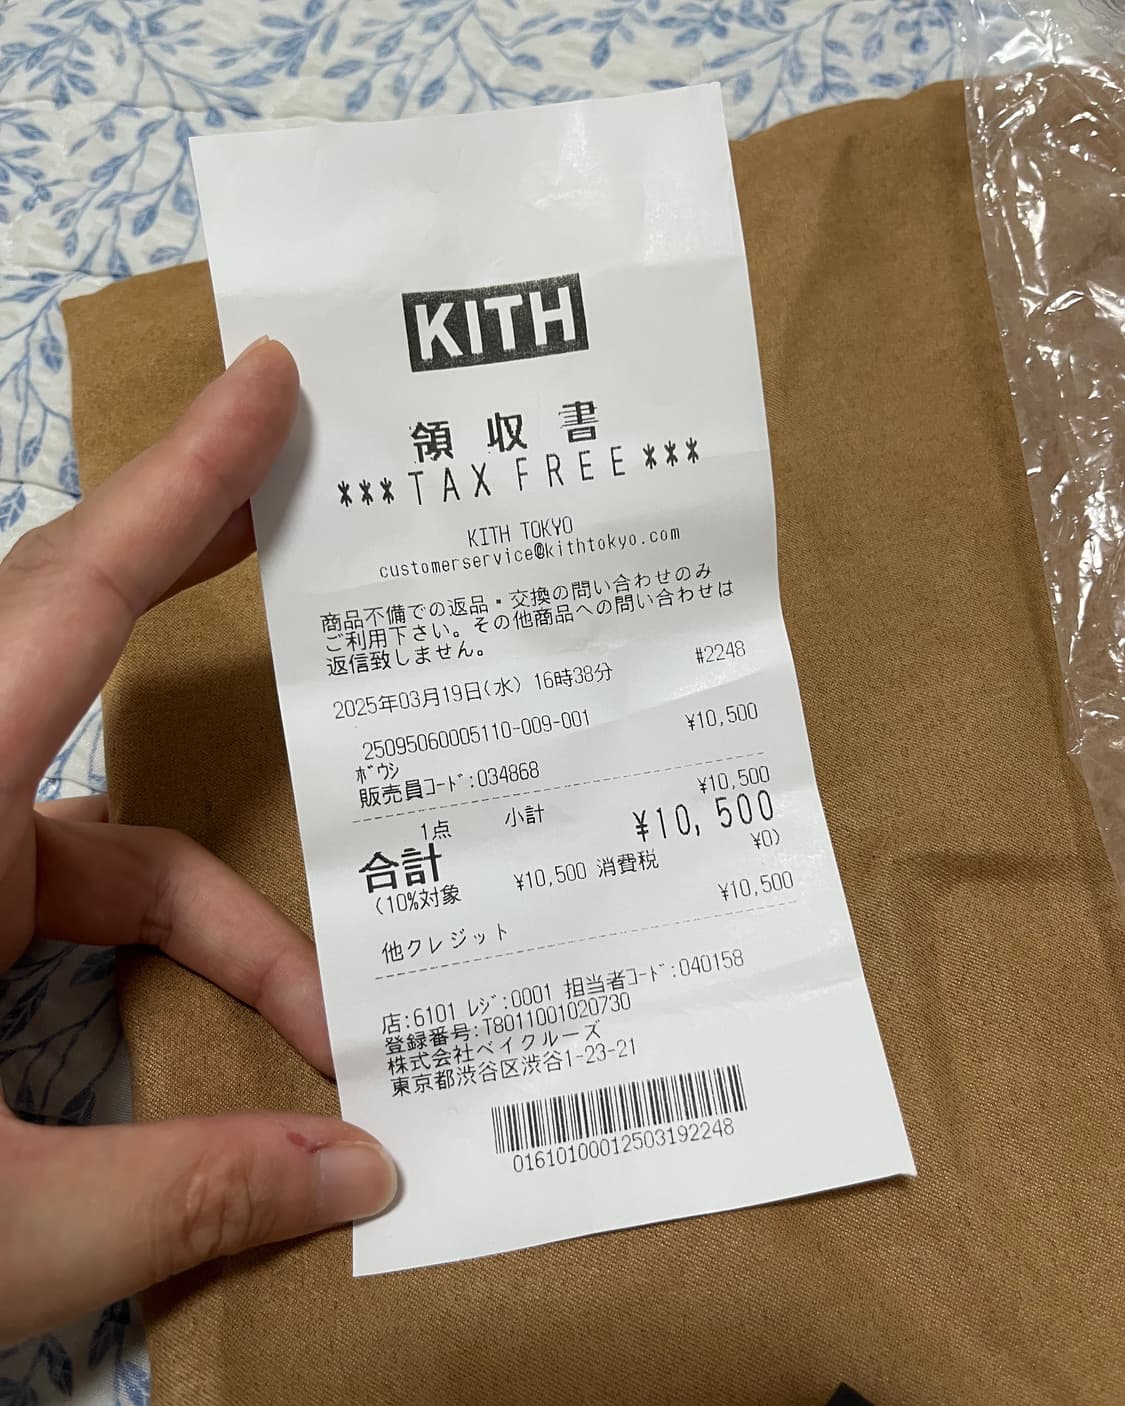 KITH
領収書
***TAX FREE***
KITH TOKYO
customerservice@kithtokyo.com
商品不備での返品・交換の問い合わせのみ
ご利用下さい。その他商品への問い合わせは
返信致しません。
2025年03月19日(水) 16時38分 #2248
25095060005110-009-001 ¥10,500
ﾎﾞｳｼ
販売員ｺｰﾄﾞ:034868
1点 小計 ¥10,500
合計 ¥10,500
(10%対象 ¥10,500 消費税 ¥0)
他クレジット ¥10,500
店:6101 ﾚｼﾞ:0001 担当者ｺｰﾄﾞ:040158
登録番号:T8011001020730
株式会社ベイクルーズ
東京都渋谷区渋谷1-23-21
01610100012503192248